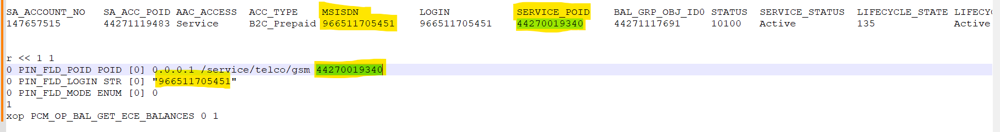 SA_ACCOUNT_NO SA_ACC_POID AAC_ACCESS ACC_TYPE MSISDN LOGIN SERVICE_POID BAL_GRP_OBJ_ID0 STATUS SERVICE_STATUS LIFECYCLE_STATE LIFECYC
147657515 44271119483 Service B2C_Prepaid 966511705451 966511705451 44270019340 44271117691 10100 Active 135 Active
r << 1 1
0 PIN_FLD_POID POID [0] 0.0.0.1 /service/telco/gsm 44270019340
0 PIN_FLD_LOGIN STR [0] "966511705451"
0 PIN_FLD_MODE ENUM [0] 0
1
xop PCM_OP_BAL_GET_ECE_BALANCES 0 1